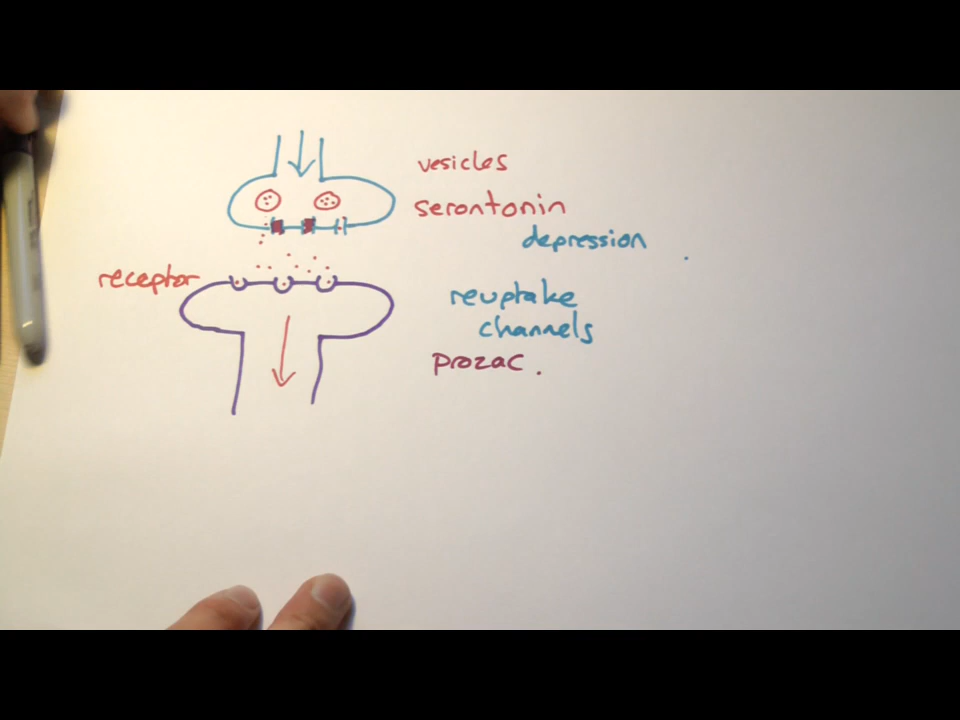 vesicles
serontonin
depression
receptor
reuptake
channels
prozac.